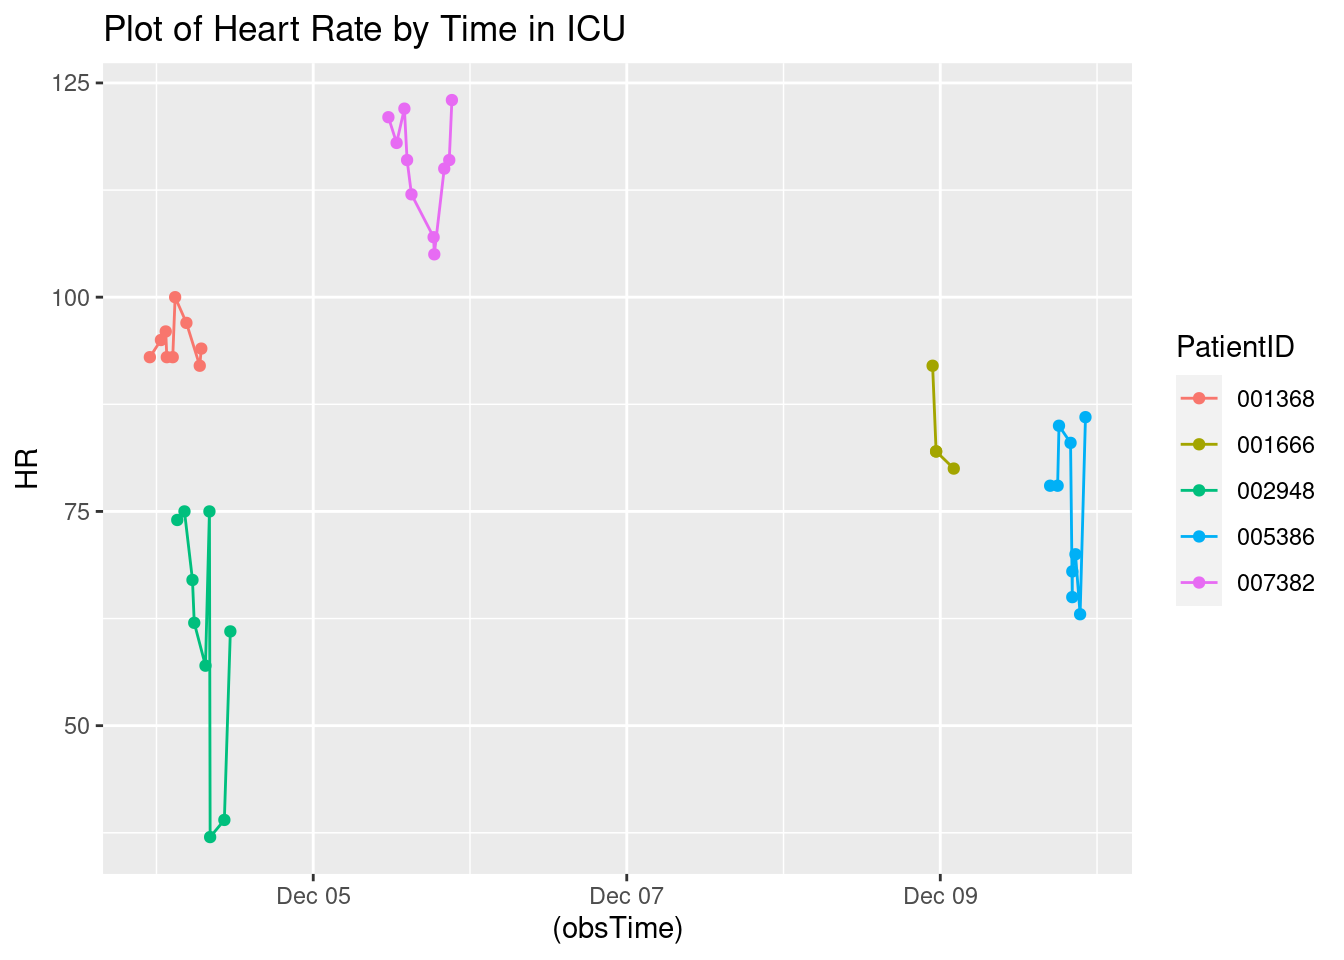 Plot of Heart Rate by Time in ICU
125
100
75
50
HR
Dec 05
Dec 07
Dec 09
(obsTime)
PatientID
001368
001666
002948
005386
007382